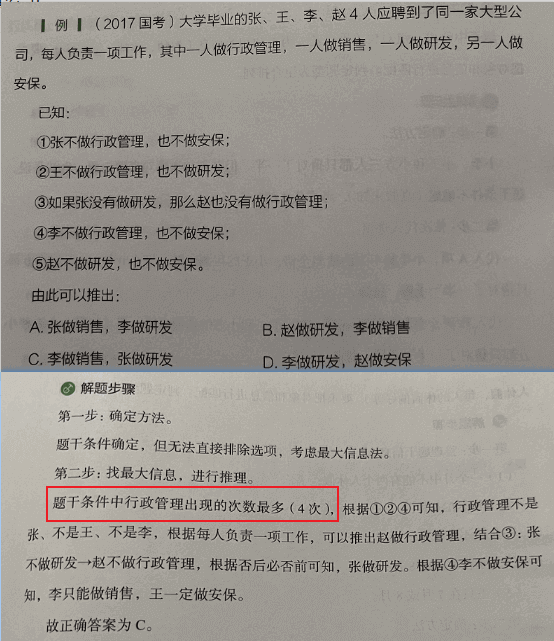 例 (2017 国考) 大学毕业的张、王、李、赵 4 人应聘到了同一家大型公
司，每人负责一项工作，其中一人做行政管理，一人做销售，一人做研发，另一人做
安保。
已知：
①张不做行政管理，也不做安保；
②王不做行政管理，也不做研发；
③如果张没有做研发，那么赵也没有做行政管理；
④李不做行政管理，也不做安保；
⑤赵不做研发，也不做安保。
由此可以推出：
A. 张做销售，李做研发 B. 赵做研发，李做销售
C. 李做销售，张做研发 D. 李做研发，赵做安保
解题步骤
第一步：确定方法。
题干条件确定，但无法直接排除选项，考虑最大信息法。
第二步：找最大信息，进行推理。
题干条件中行政管理出现的次数最多（4 次），根据①②④可知，行政管理不是
张、不是王、不是李，根据每人负责一项工作，可以推出赵做行政管理，结合③：张
不做研发→赵不做行政管理，根据否后必否前可知，张做研发。根据④李不做安保可
知，李只能做销售，王一定做安保。
故正确答案为 C。